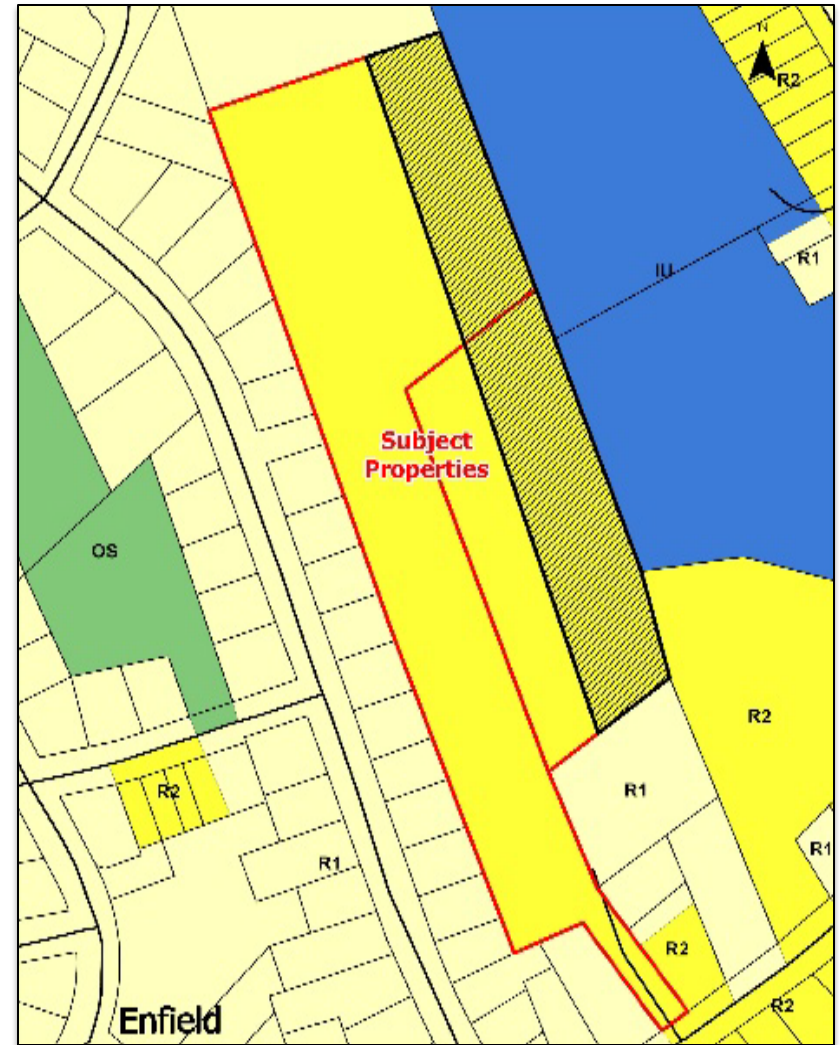 N
R2
R1
IU
Subject
Properties
OS
R2
R1
R2
R1
R1
R2
R2
Enfield